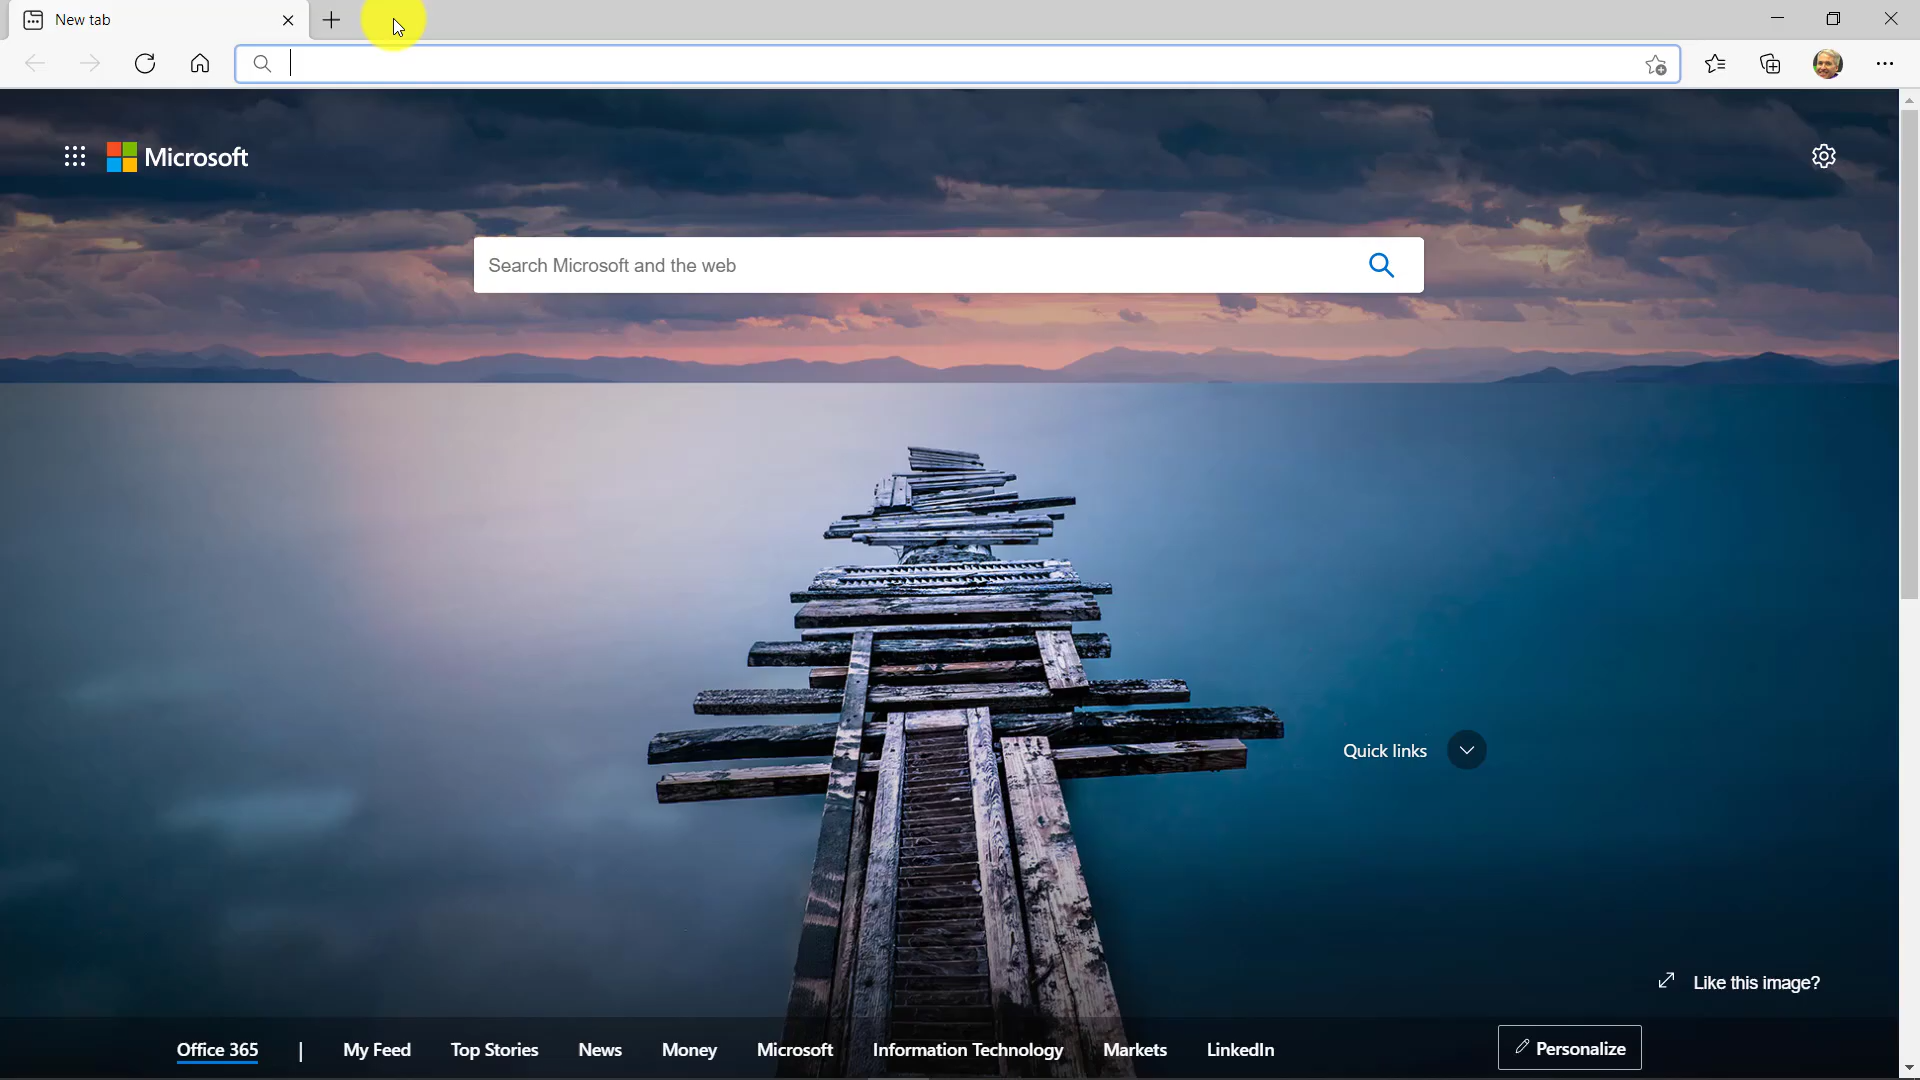 New tab
Microsoft
Search Microsoft and the web
Quick links
Like this image?
Office 365 | My Feed Top Stories News Money Microsoft Information Technology Markets LinkedIn Personalize